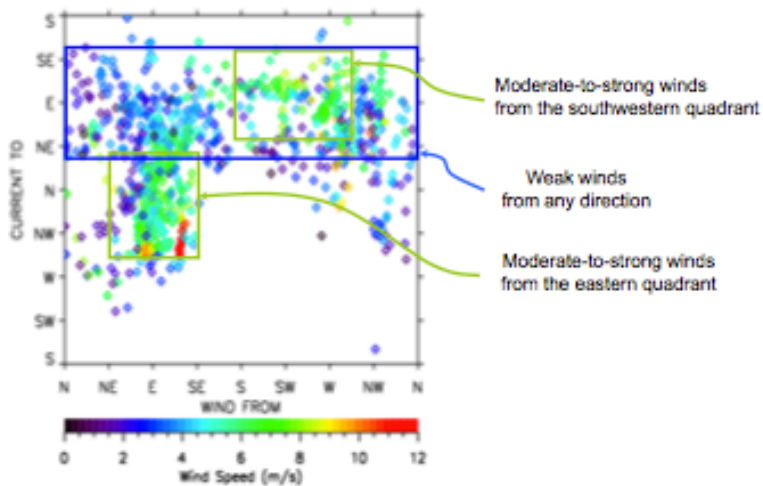 S
SE
E
NE
N
NW
W
SW
S
CURRENT TO
N NE E SE S SW W NW N
WIND FROM
0 2 4 6 8 10 12
Wind Speed (m/s)
Moderate-to-strong winds
from the southwestern quadrant
Weak winds
from any direction
Moderate-to-strong winds
from the eastern quadrant